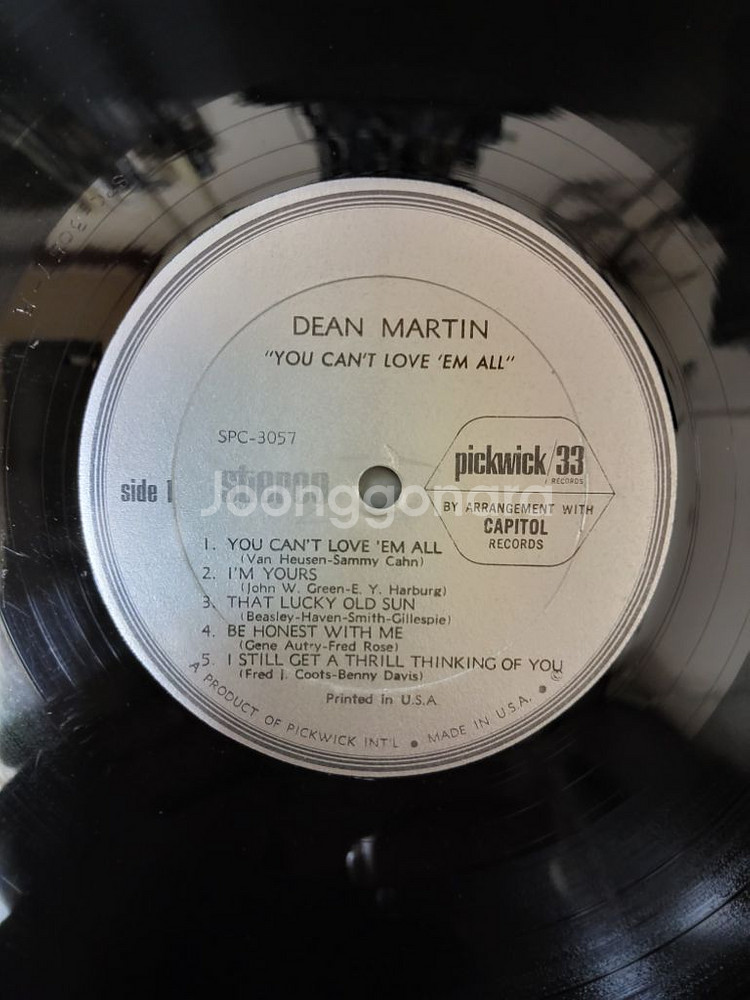 DEAN MARTIN
"YOU CAN'T LOVE 'EM ALL"
SPC-3057
pickwick/33
RECORDS
side 1
stereo
Joonggonara
BY ARRANGEMENT WITH
CAPITOL
RECORDS
1. YOU CAN'T LOVE 'EM ALL
(Van Heusen-Sammy Cahn)
2. I'M YOURS
(John W. Green-E. Y. Harburg)
3. THAT LUCKY OLD SUN
(Beasley-Haven-Smith-Gillespie)
4. BE HONEST WITH ME
(Gene Autry-Fred Rose)
5. I STILL GET A THRILL THINKING OF YOU
(Fred J. Coots-Benny Davis)
Printed in U.S.A
A PRODUCT OF PICKWICK INT'L ● MADE IN U.S.A. ● ©